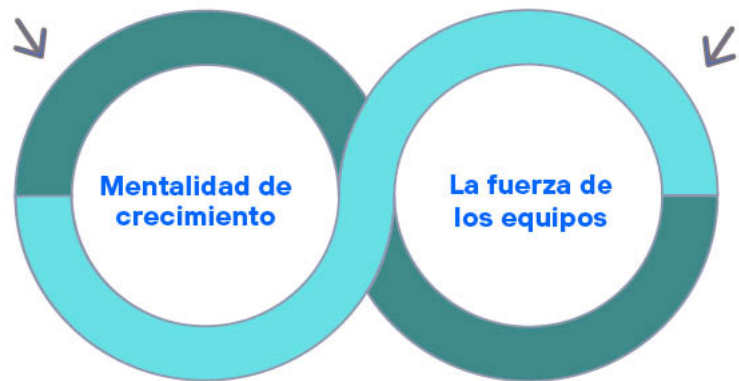 Mentalidad de
crecimiento
La fuerza de
los equipos